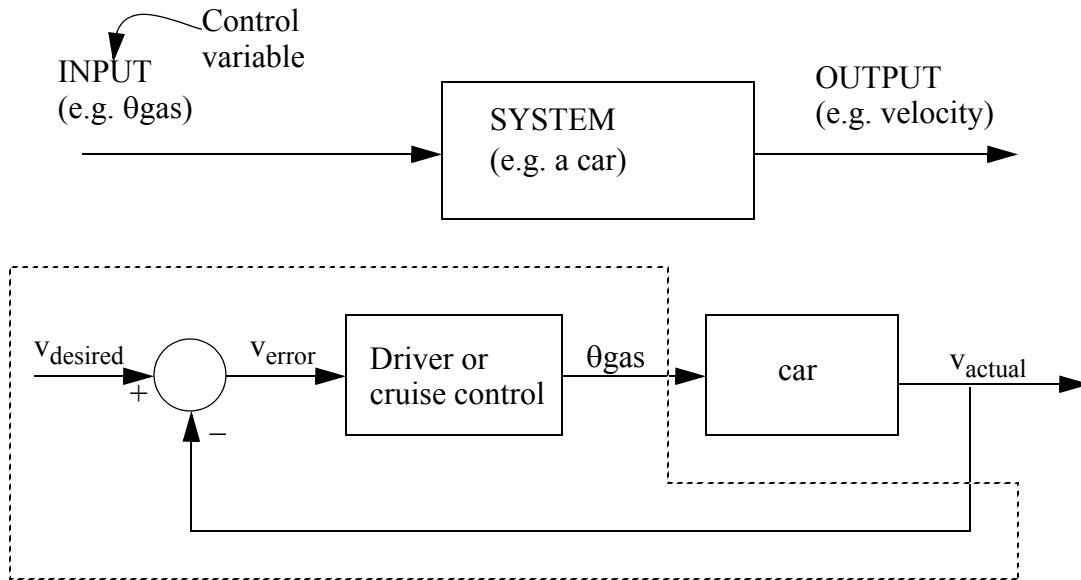 Control
variable
INPUT
(e.g. θgas)
OUTPUT
(e.g. velocity)
SYSTEM
(e.g. a car)
vdesired
+
−
verror
Driver or
cruise control
θgas
car
vactual